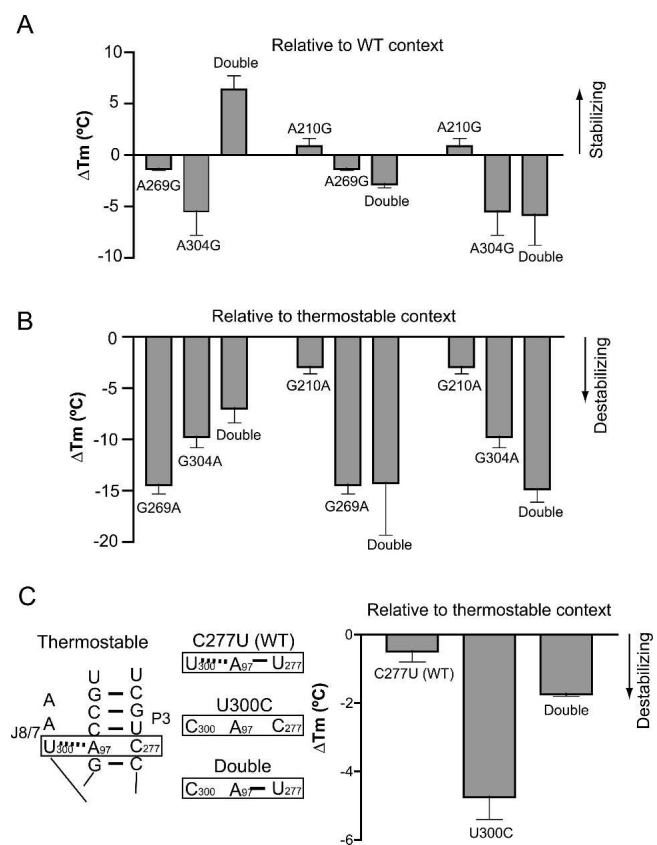 A
Relative to WT context
10
5
0
-5
-10
ΔTm (ºC)
A269G
A304G
Double
A210G
A269G
Double
A210G
A304G
Double
Stabilizing
B
Relative to thermostable context
0
-5
-10
-15
-20
ΔTm (ºC)
G269A
G304A
Double
G210A
G269A
Double
G210A
G304A
Double
Destabilizing
C
Thermostable
U U
G C
A C G
A C U P3
J8/7
U300 A97 C277
G C
C277U (WT)
U300 A97 U277
U300C
C300 A97 C277
Double
C300 A97 U277
Relative to thermostable context
0
-2
-4
-6
ΔTm (ºC)
C277U (WT)
U300C
Double
Destabilizing